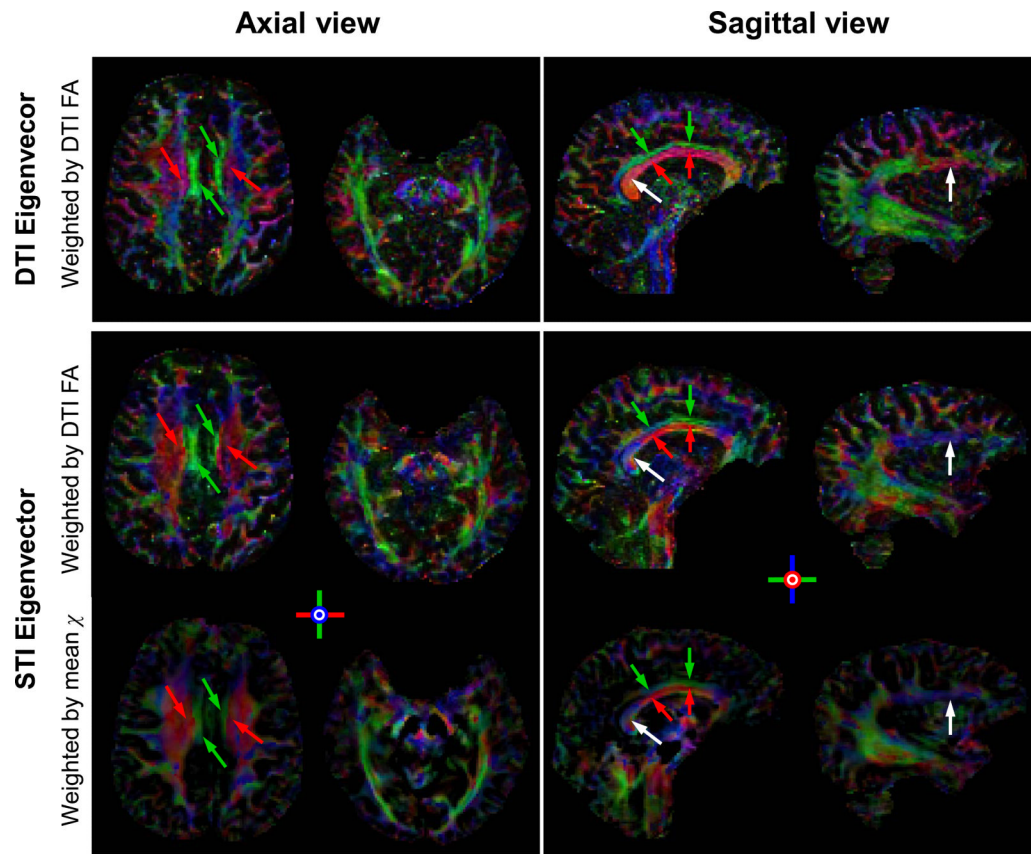 Axial view
Sagittal view
DTI Eigenvecor
Weighted by DTI FA
STI Eigenvector
Weighted by DTI FA
Weighted by mean χ